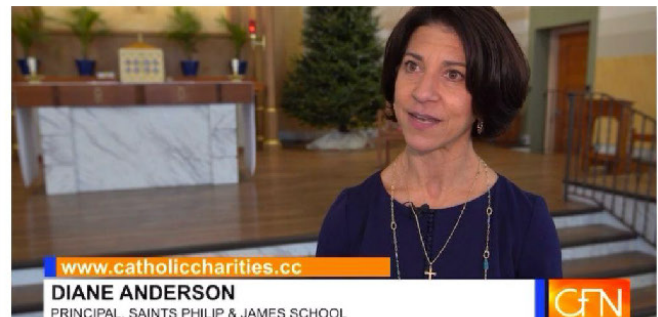 www.catholiccharities.cc
DIANE ANDERSON
PRINCIPAL, SAINTS PHILIP & JAMES SCHOOL
CFN